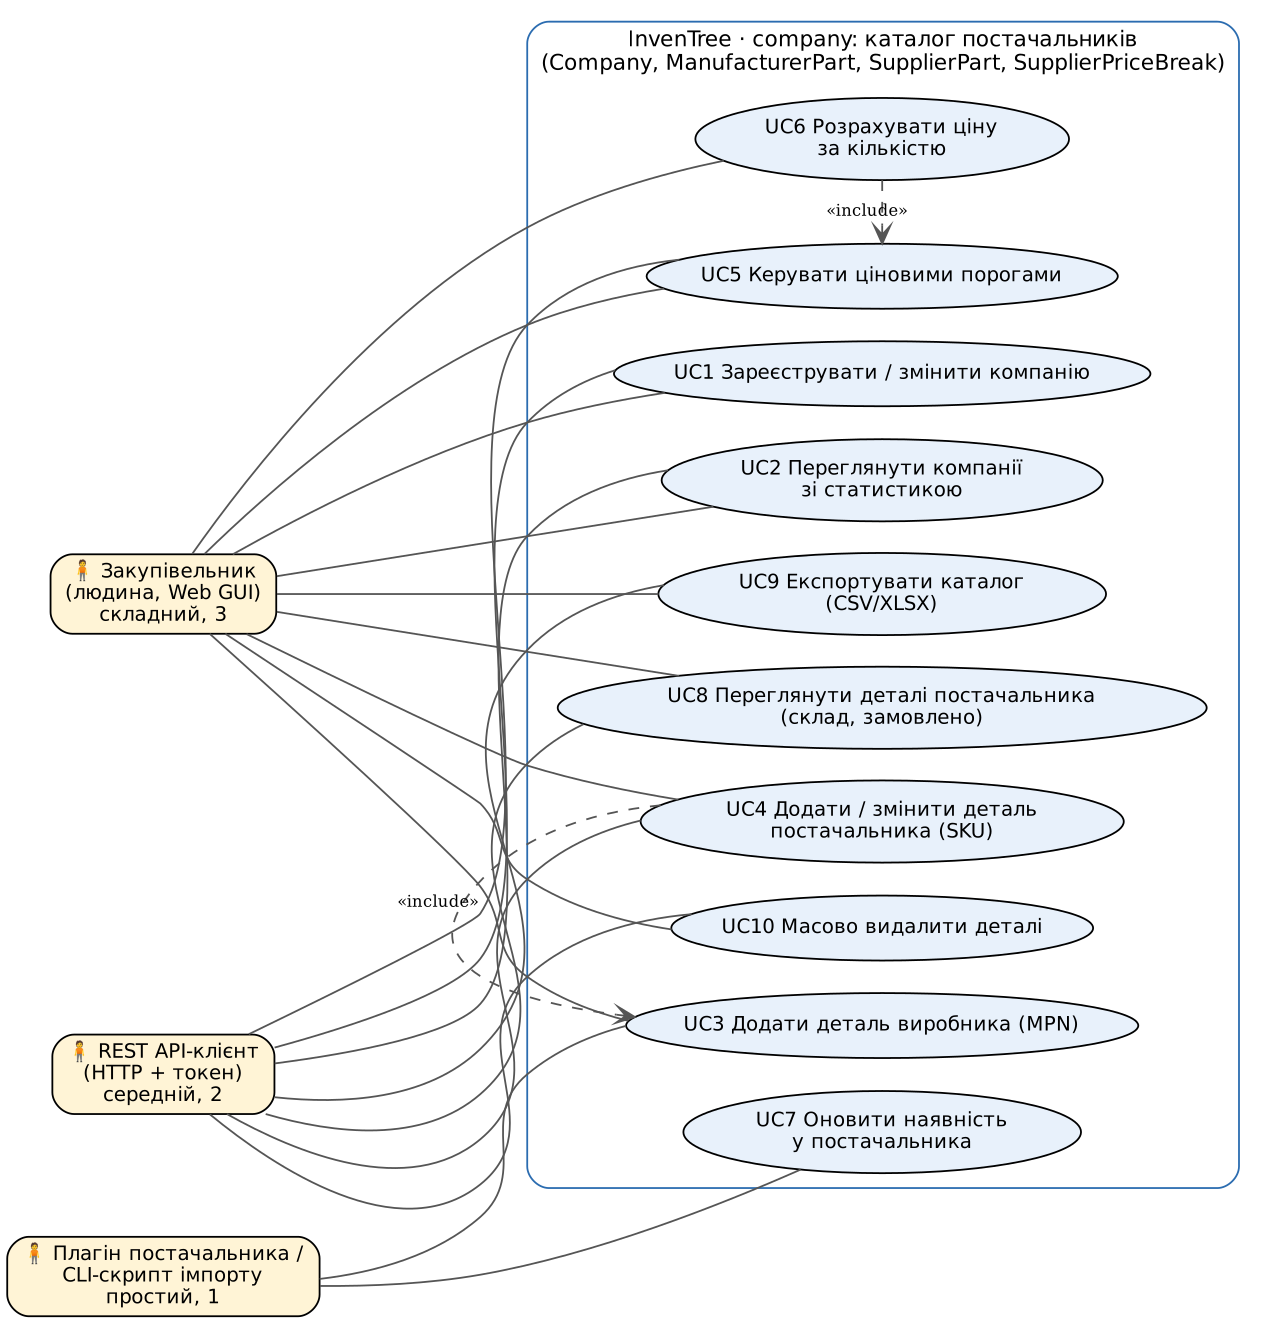 InvenTree · company: каталог постачальників
(Company, ManufacturerPart, SupplierPart, SupplierPriceBreak)
UC6 Розрахувати ціну
за кількістю
«include»
UC5 Керувати ціновими порогами
UC1 Зареєструвати / змінити компанію
UC2 Переглянути компанії
зі статистикою
Закупівельник
(людина, Web GUI)
складний, 3
UC9 Експортувати каталог
(CSV/XLSX)
UC8 Переглянути деталі постачальника
(склад, замовлено)
UC4 Додати / змінити деталь
постачальника (SKU)
«include»
UC10 Масово видалити деталі
UC3 Додати деталь виробника (MPN)
REST API-клієнт
(HTTP + токен)
середній, 2
UC7 Оновити наявність
у постачальника
Плагін постачальника /
CLI-скрипт імпорту
простий, 1